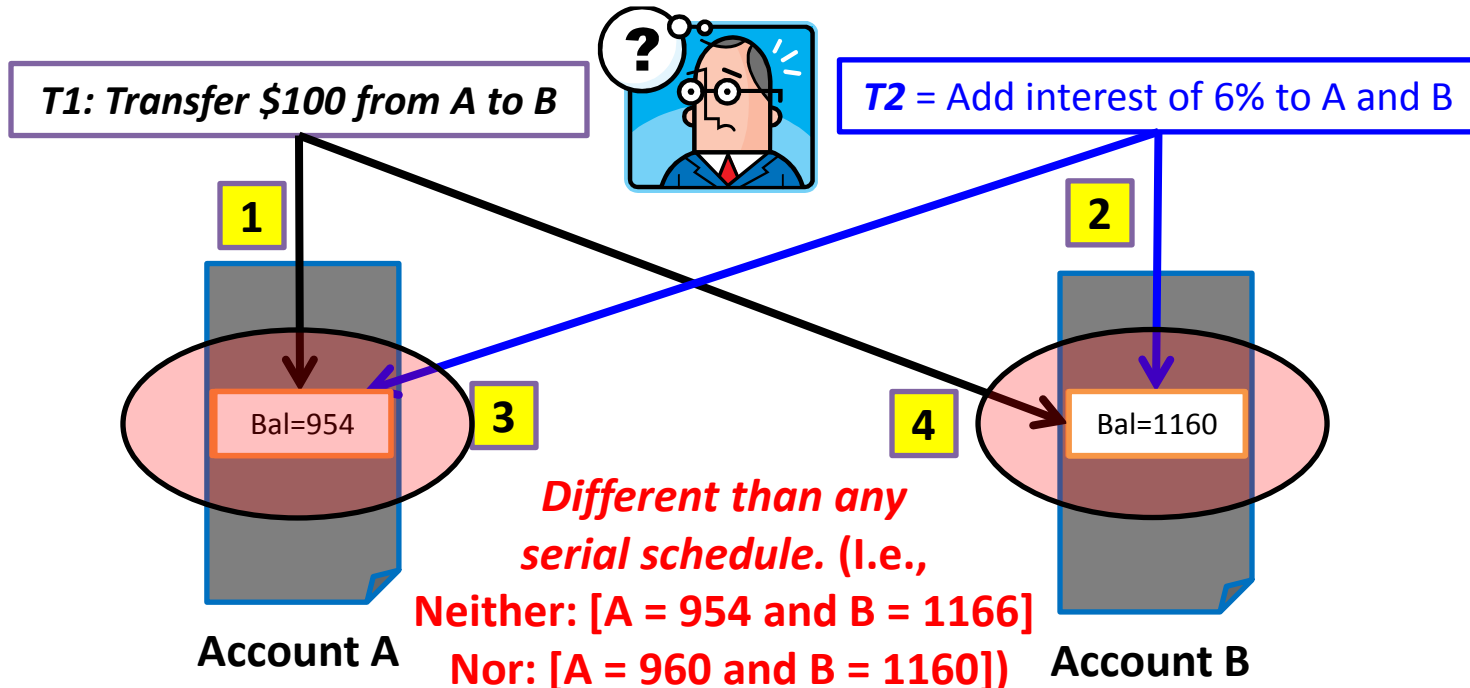 ?
T1: Transfer $100 from A to B
T2 = Add interest of 6% to A and B
1
2
Bal=954
3
4
Bal=1160
Different than any
serial schedule. (I.e.,
Neither: [A = 954 and B = 1166]
Nor: [A = 960 and B = 1160])
Account A
Account B